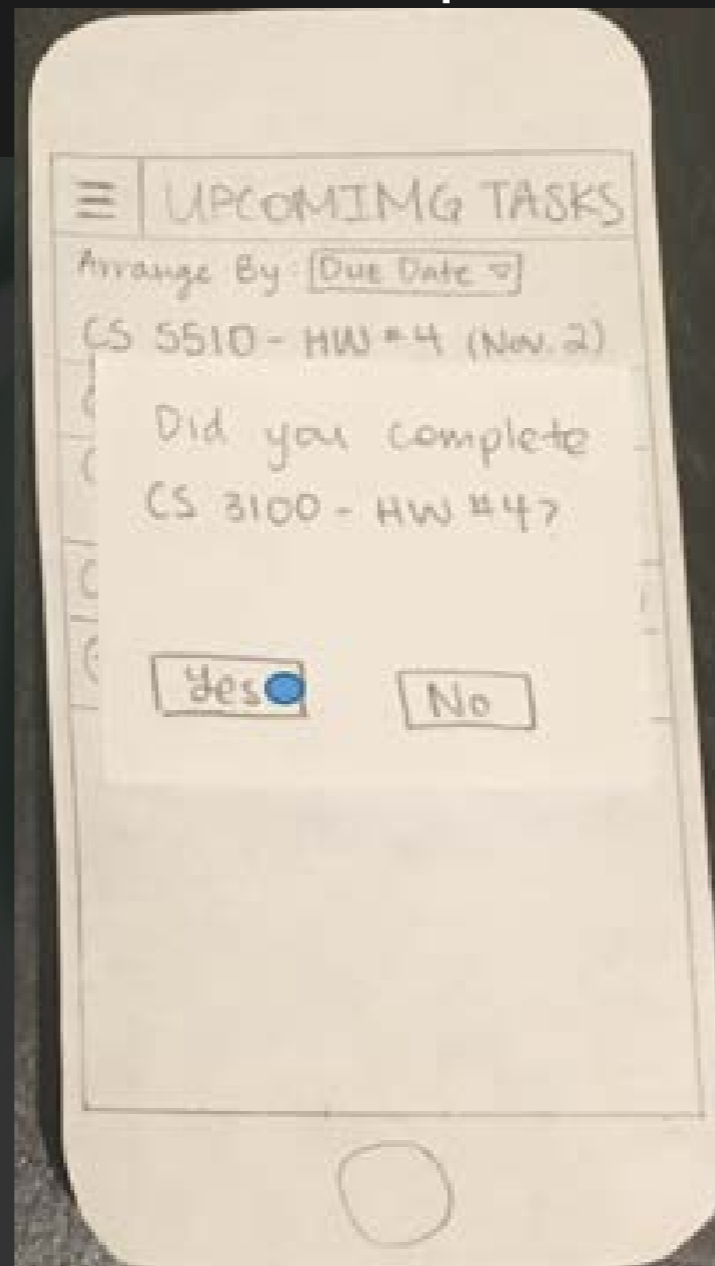 UPCOMIMG TASKS
Arrange By: Due Date
CS 5510 - HW #4 (Nov. 2)
Did you complete
CS 3100 - HW #4?
Yes No